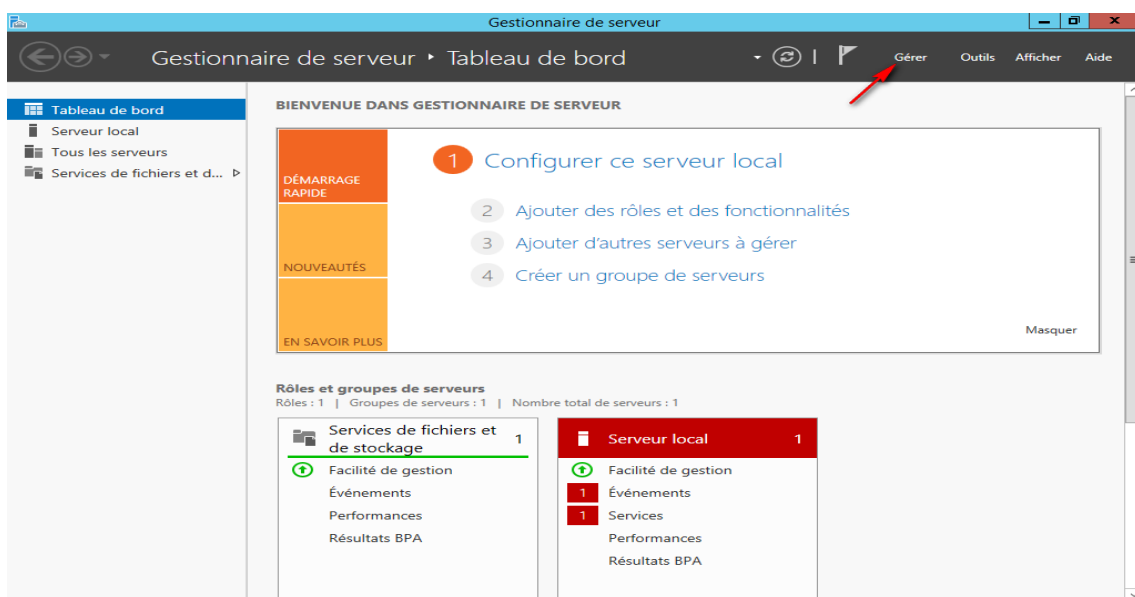 Gestionnaire de serveur
Gestionnaire de serveur ‣ Tableau de bord
Gérer
Outils
Afficher
Aide
Tableau de bord
Serveur local
Tous les serveurs
Services de fichiers et d...
BIENVENUE DANS GESTIONNAIRE DE SERVEUR
DÉMARRAGE
RAPIDE
NOUVEAUTÉS
EN SAVOIR PLUS
1 Configurer ce serveur local
2 Ajouter des rôles et des fonctionnalités
3 Ajouter d'autres serveurs à gérer
4 Créer un groupe de serveurs
Masquer
Rôles et groupes de serveurs
Rôles : 1 | Groupes de serveurs : 1 | Nombre total de serveurs : 1
Services de fichiers et
de stockage
1
Facilité de gestion
Événements
Performances
Résultats BPA
Serveur local 1
Facilité de gestion
1 Événements
1 Services
Performances
Résultats BPA